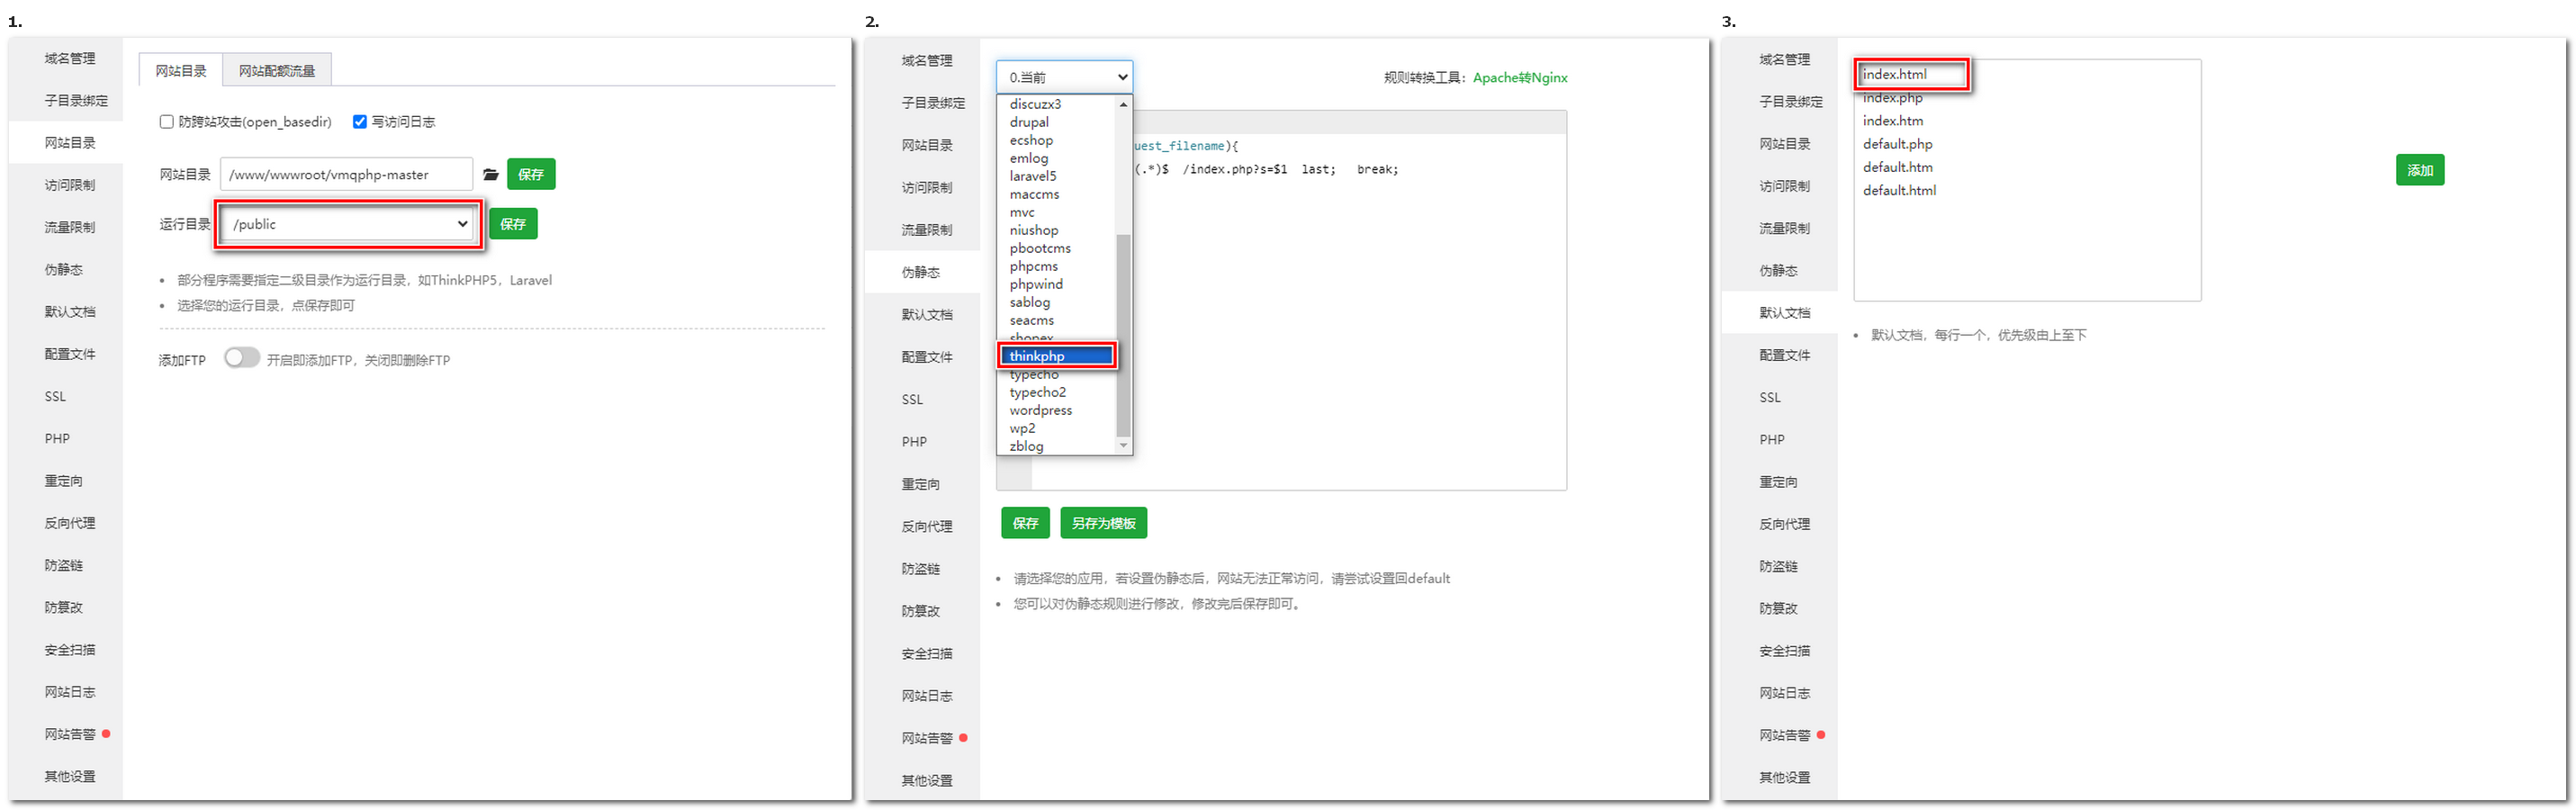 1.
域名管理
子目录绑定
网站目录
访问限制
流量限制
伪静态
默认文档
配置文件
SSL
PHP
重定向
反向代理
防盗链
防篡改
安全扫描
网站日志
网站告警
其他设置
网站目录 网站配额流量
防跨站攻击(open_basedir) 写访问日志
网站目录 /www/wwwroot/vmqphp-master 保存
运行目录 /public 保存
部分程序需要指定二级目录作为运行目录，如ThinkPHP5，Laravel
选择您的运行目录，点保存即可
添加FTP 开启即添加FTP，关闭即删除FTP
2.
域名管理
子目录绑定
网站目录
访问限制
流量限制
伪静态
默认文档
配置文件
SSL
PHP
重定向
反向代理
防盗链
防篡改
安全扫描
网站日志
网站告警
其他设置
0.当前 规则转换工具：Apache转Nginx
discuzx3
drupal
ecshop
emlog
laravel5
maccms
mvc
niushop
pbootcms
phpcms
phpwind
sablog
seacms
shopex
thinkphp
typecho
typecho2
wordpress
wp2
zblog
uest_filename){
(.*)$ /index.php?s=$1 last; break;
保存 另存为模板
请选择您的应用，若设置伪静态后，网站无法正常访问，请尝试设置回default
您可以对伪静态规则进行修改，修改完后保存即可。
3.
域名管理
子目录绑定
网站目录
访问限制
流量限制
伪静态
默认文档
配置文件
SSL
PHP
重定向
反向代理
防盗链
防篡改
安全扫描
网站日志
网站告警
其他设置
index.html
index.php
index.htm
default.php
default.htm
default.html
添加
默认文档，每行一个，优先级由上至下